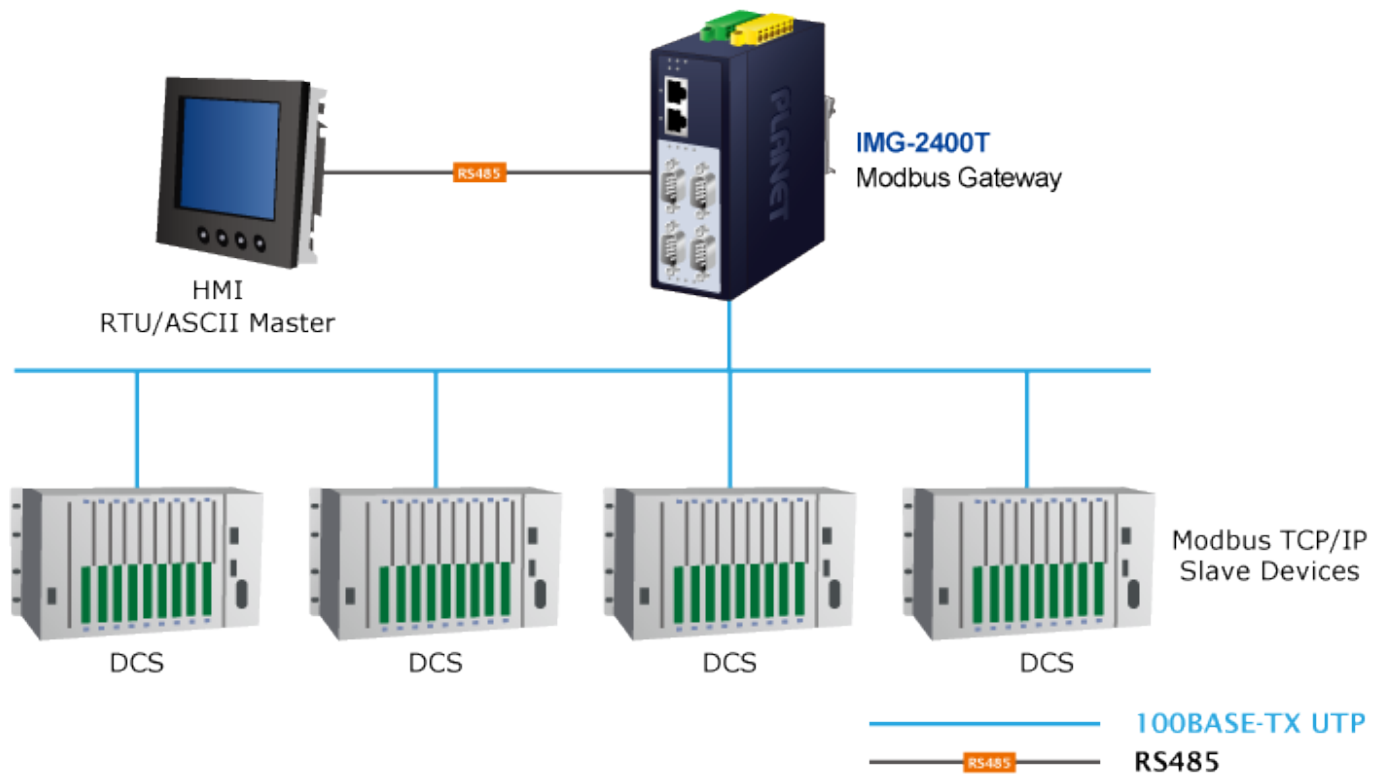 PLANET
IMG-2400T
Modbus Gateway
RS485
HMI
RTU/ASCII Master
Modbus TCP/IP
Slave Devices
DCS
DCS
DCS
DCS
100BASE-TX UTP
RS485
RS485